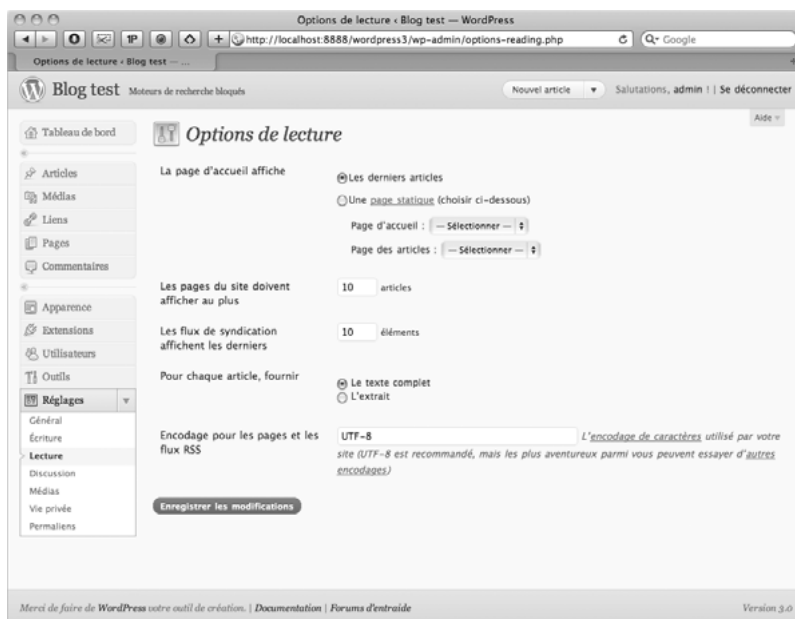 Options de lecture ‹ Blog test — WordPress
http://localhost:8888/wordpress3/wp-admin/options-reading.php
Google
Options de lecture ‹ Blog test — ...
Blog test
Moteurs de recherche bloqués
Nouvel article
Salutations, admin ! | Se déconnecter
Aide
Tableau de bord
Articles
Médias
Liens
Pages
Commentaires
Apparence
Extensions
Utilisateurs
Outils
Réglages
Général
Écriture
Lecture
Discussion
Médias
Vie privée
Permaliens
Options de lecture
La page d'accueil affiche
Les derniers articles
Une page statique (choisir ci-dessous)
Page d'accueil : — Sélectionner —
Page des articles : — Sélectionner —
Les pages du site doivent
afficher au plus
10 articles
Les flux de syndication
affichent les derniers
10 éléments
Pour chaque article, fournir
Le texte complet
L'extrait
Encodage pour les pages et les
flux RSS
UTF-8 L'encodage de caractères utilisé par votre
site (UTF-8 est recommandé, mais les plus aventureux parmi vous peuvent essayer d'autres
encodages)
Enregistrer les modifications
Merci de faire de WordPress votre outil de création. | Documentation | Forums d'entraide
Version 3.0